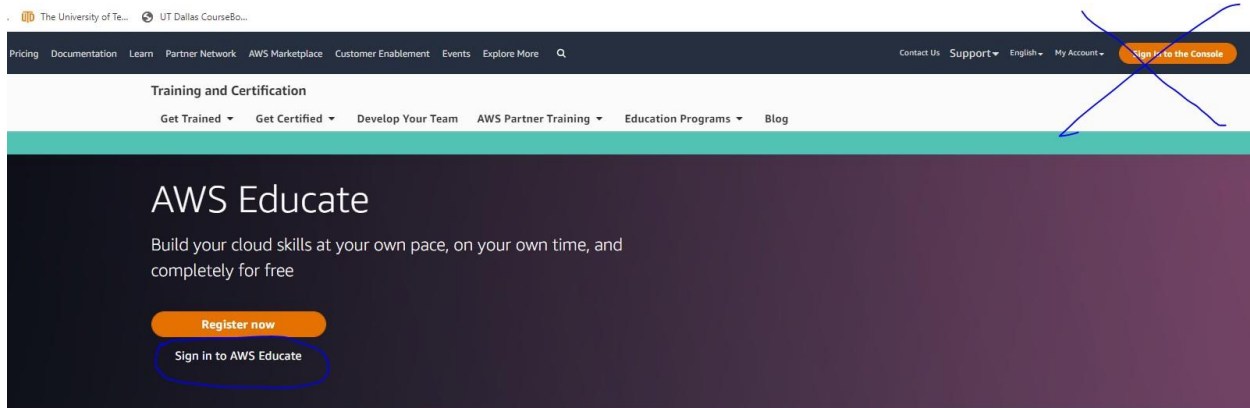 UTD The University of Te... UT Dallas CourseBo...
Pricing Documentation Learn Partner Network AWS Marketplace Customer Enablement Events Explore More Contact Us Support English My Account Sign in to the Console
Training and Certification
Get Trained Get Certified Develop Your Team AWS Partner Training Education Programs Blog
AWS Educate
Build your cloud skills at your own pace, on your own time, and
completely for free
Register now
Sign in to AWS Educate